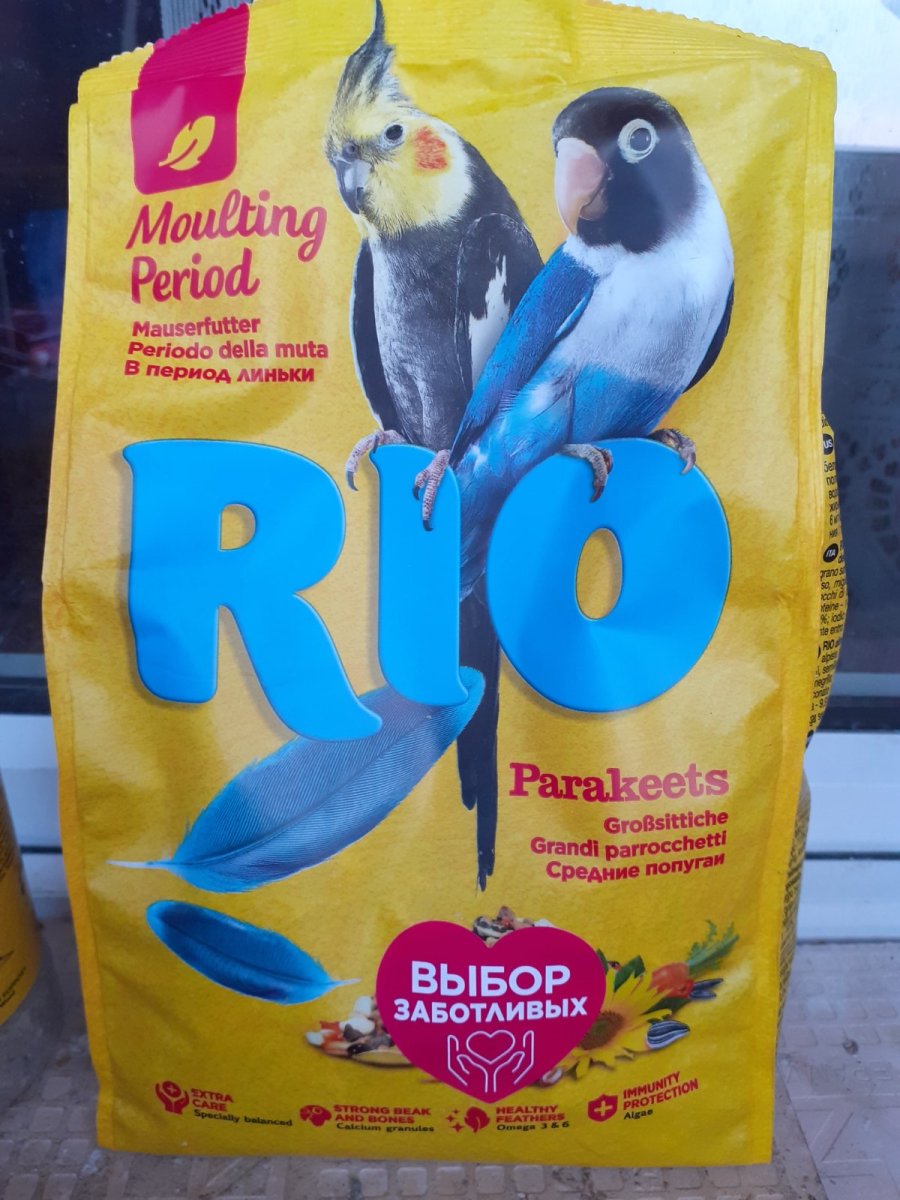 Moulting
Period
Mauserfutter
Periodo della muta
В период линьки
RIO
Parakeets
Großsittiche
Grandi parrocchetti
Средние попугаи
ВЫБОР
ЗАБОТЛИВЫХ
EXTRA
CARE
Specially balanced
STRONG BEAK
AND BONES
Calcium granules
HEALTHY
FEATHERS
Omega 3 & 6
IMMUNITY
PROTECTION
Algae